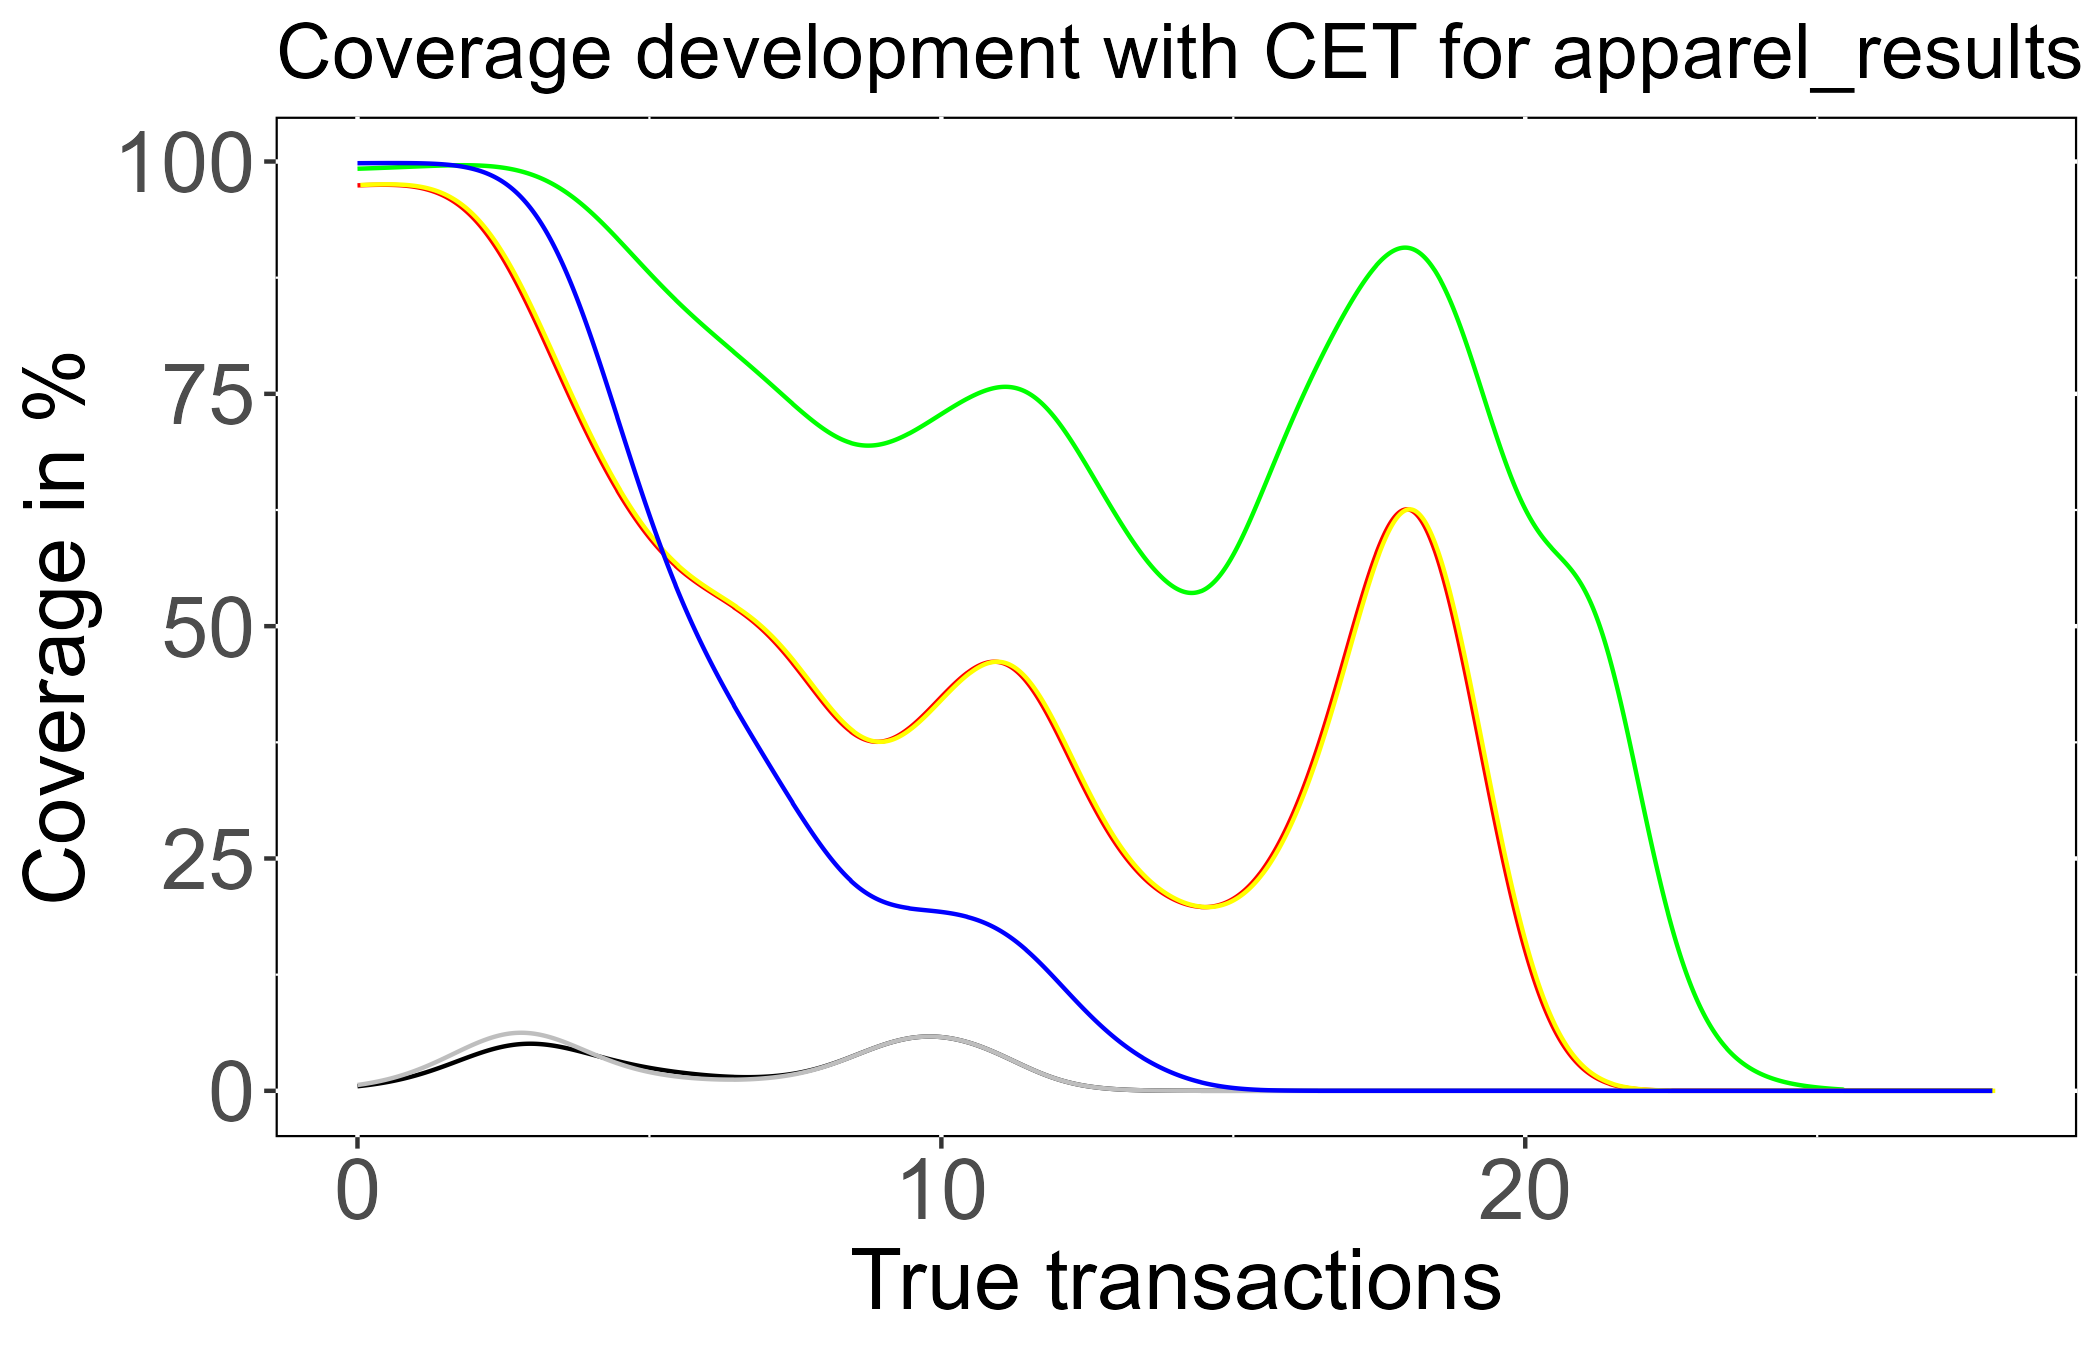 Coverage development with CET for apparel_results
100
75
50
25
0
Coverage in %
0 10 20
True transactions